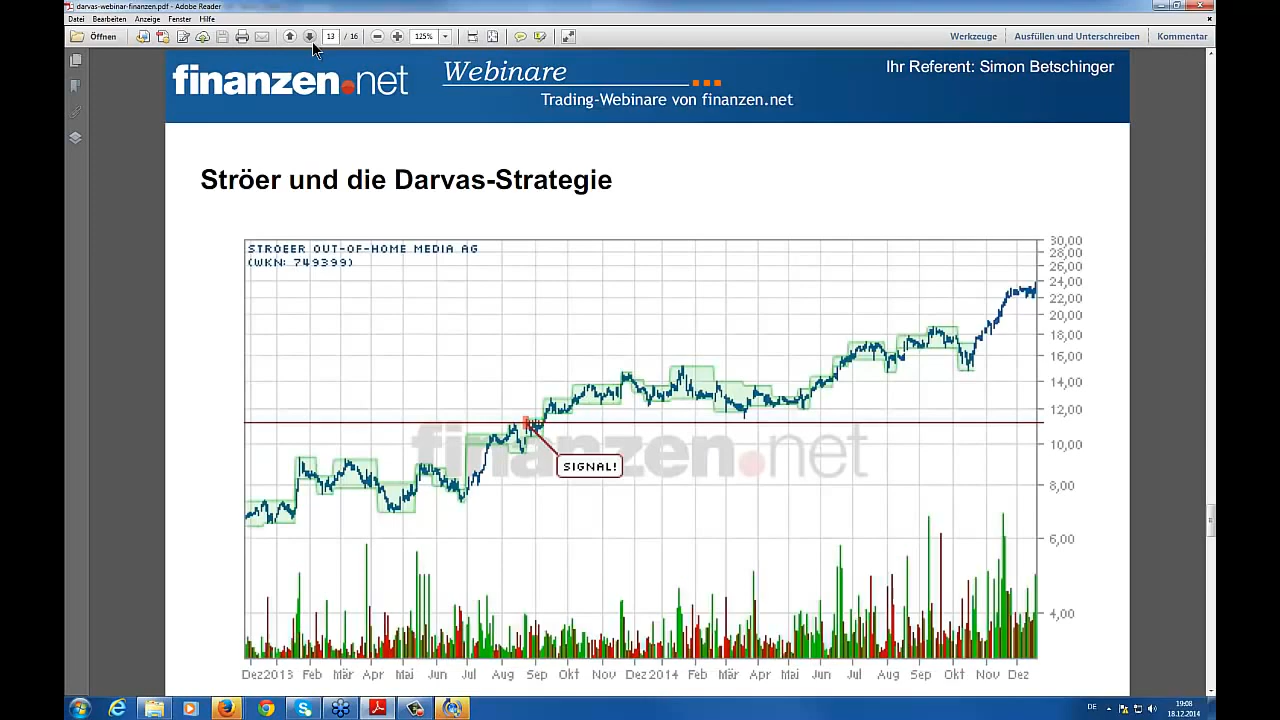 darvas-webinar-finanzen.pdf - Adobe Reader
Datei Bearbeiten Anzeige Fenster Hilfe
Öffnen 13 / 16 125% Werkzeuge Ausfüllen und Unterschreiben Kommentar
finanzen.net Webinare Ihr Referent: Simon Betschinger
Trading-Webinare von finanzen.net
Ströer und die Darvas-Strategie
STROEER OUT-OF-HOME MEDIA AG
(WKN: 749399)
30,00
28,00
26,00
24,00
22,00
20,00
18,00
16,00
14,00
12,00
10,00
8,00
6,00
4,00
finanzen.net
SIGNAL!
Dez2013 Feb Mär Apr Mai Jun Jul Aug Sep Okt Nov Dez2014 Feb Mär Apr Mai Jun Jul Aug Sep Okt Nov Dez
DE 19:08
18.12.2014